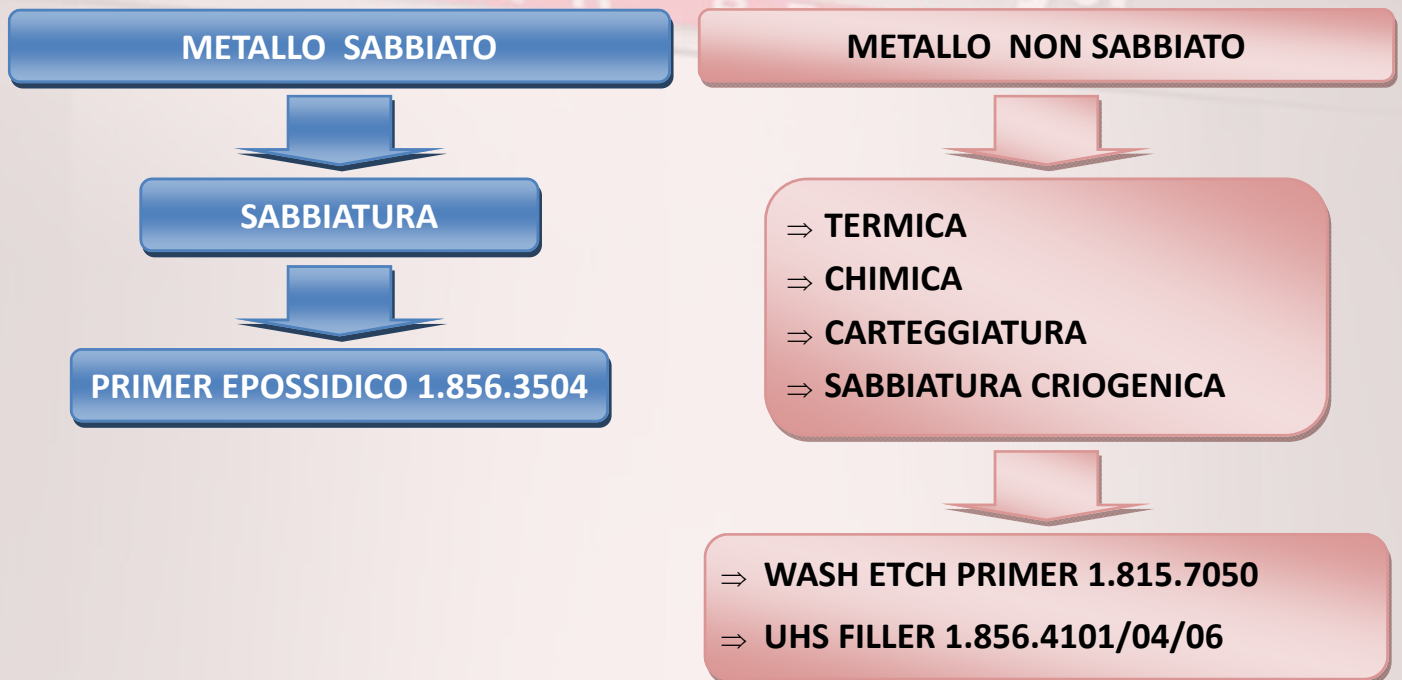 METALLO SABBIATO
SABBIATURA
PRIMER EPOSSIDICO 1.856.3504
METALLO NON SABBIATO
⇒ TERMICA
⇒ CHIMICA
⇒ CARTEGGIATURA
⇒ SABBIATURA CRIOGENICA
⇒ WASH ETCH PRIMER 1.815.7050
⇒ UHS FILLER 1.856.4101/04/06